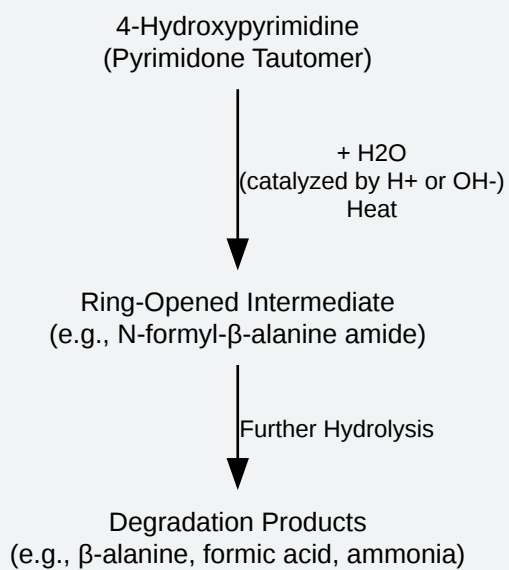 4-Hydroxypyrimidine
(Pyrimidone Tautomer)
+ H2O
(catalyzed by H+ or OH-)
Heat
Ring-Opened Intermediate
(e.g., N-formyl-β-alanine amide)
Further Hydrolysis
Degradation Products
(e.g., β-alanine, formic acid, ammonia)